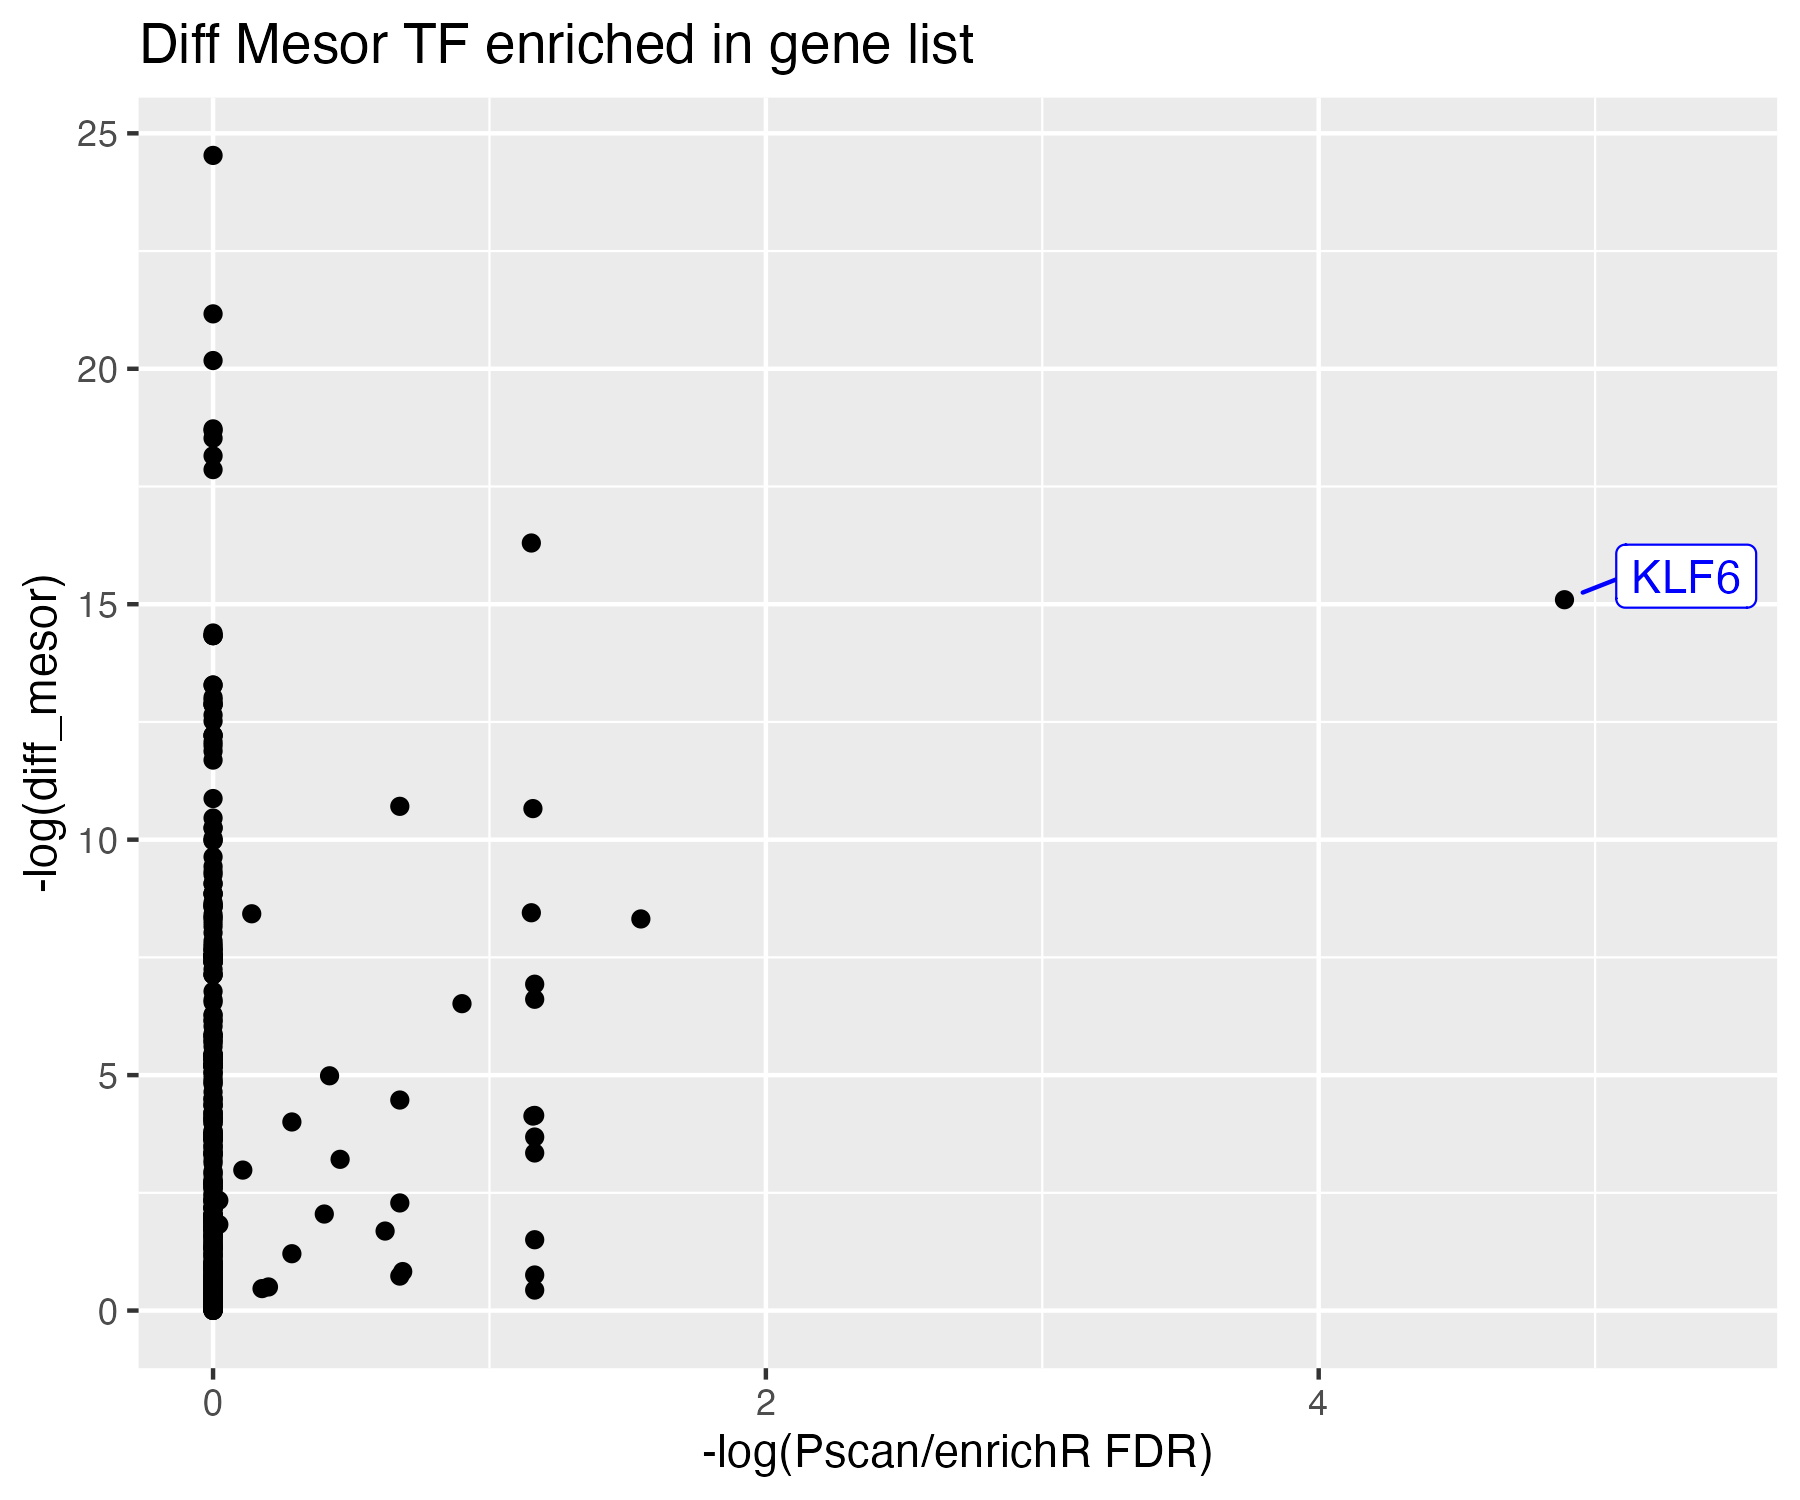 Diff Mesor TF enriched in gene list
25
20
15
10
5
0
-log(diff_mesor)
KLF6
0 2 4
-log(Pscan/enrichR FDR)